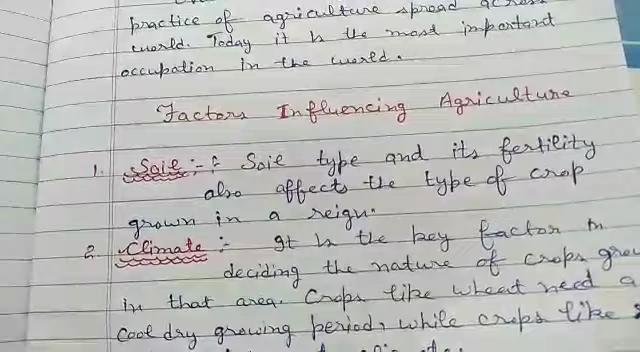 practice of agriculture spread across
world. Today it is the most important
occupation in the world.
Factors Influencing Agriculture
1. Soil :- : Soil type and its fertility
also affects the type of crop
grown in a reign.
2. Climate :- It is the key factor in
deciding the nature of crops grow
in that area. Crops like wheat need a
cool dry growing period, while crops like